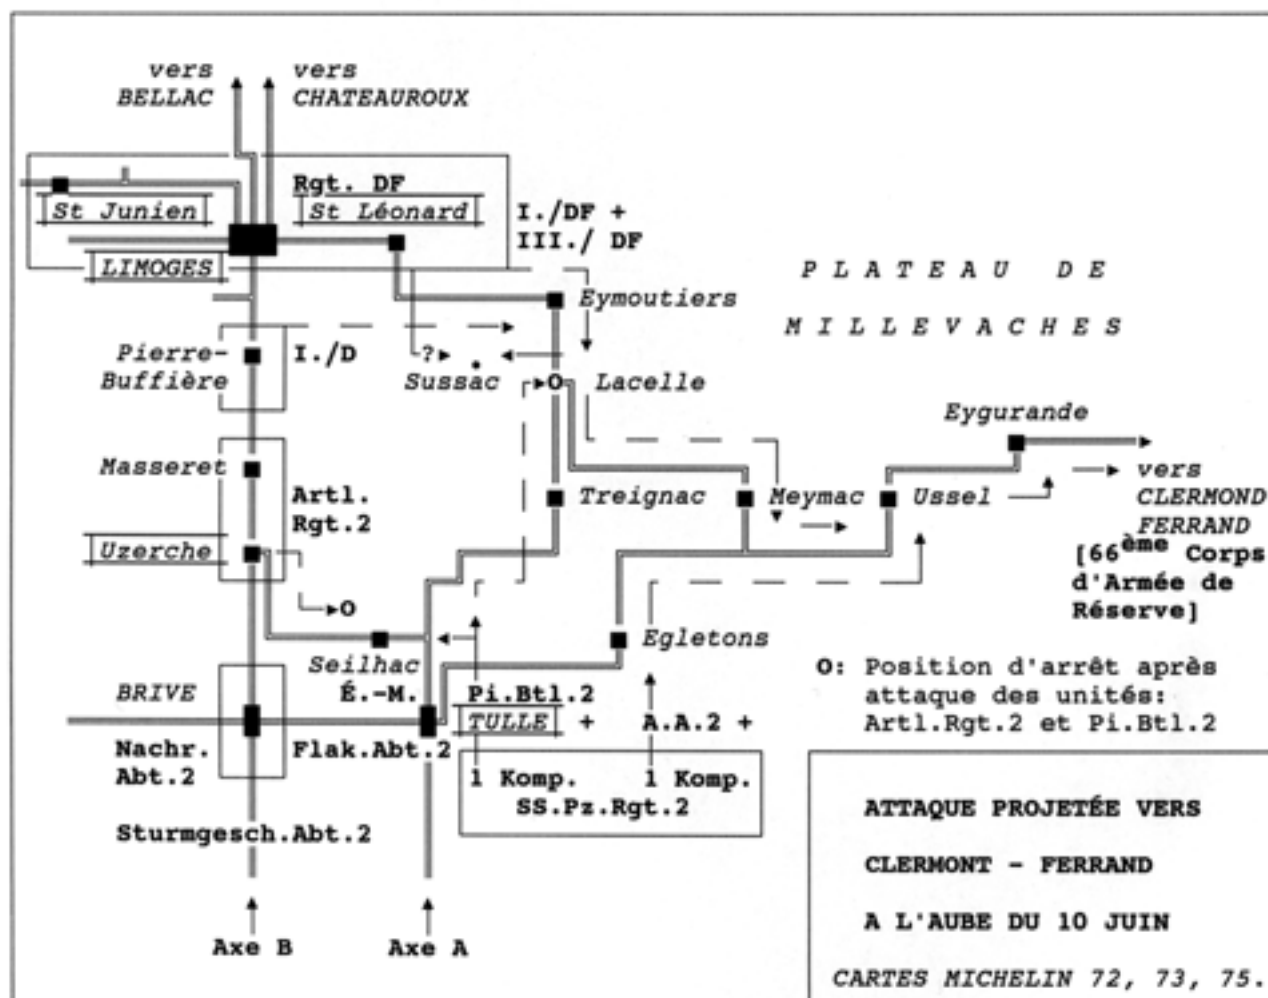 vers
BELLAC
vers
CHATEAUROUX
Rgt. DF
St Junien
St Léonard
I./DF +
III./ DF
LIMOGES
PLATEAU DE
MILLEVACHES
Eymoutiers
Pierre-
Buffière
I./D
?
Sussac
O
Lacelle
Eygurande
Masseret
Artl.
Rgt.2
Treignac
Meymac
Ussel
vers
CLERMOND
FERRAND
[66ème Corps
d'Armée de
Réserve]
Uzerche
O
Seilhac
Egletons
O: Position d'arrêt après
attaque des unités:
Artl.Rgt.2 et Pi.Btl.2
BRIVE
É.-M.
Pi.Btl.2
TULLE +
A.A.2 +
Nachr.
Abt.2
Flak.Abt.2
1 Komp.
1 Komp.
SS.Pz.Rgt.2
Sturmgesch.Abt.2
Axe B
Axe A
ATTAQUE PROJETÉE VERS
CLERMONT - FERRAND
A L'AUBE DU 10 JUIN
CARTES MICHELIN 72, 73, 75.